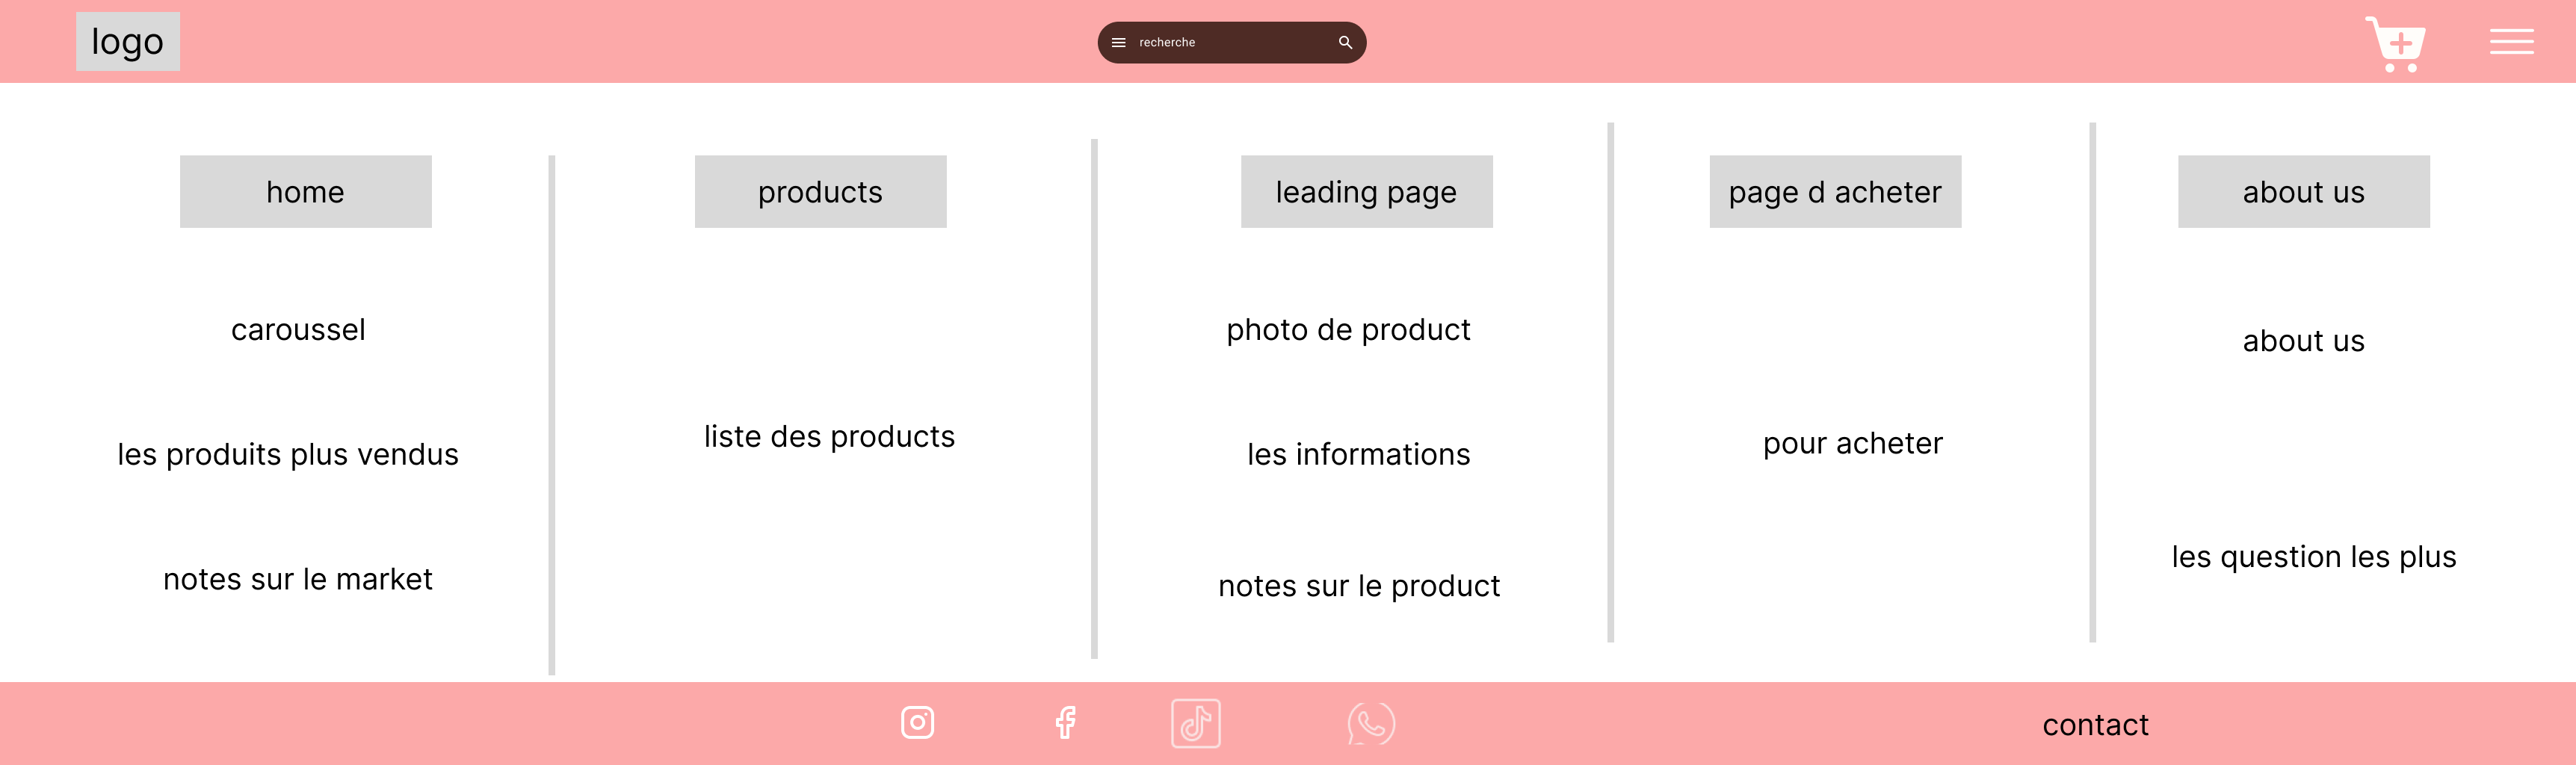 logo
recherche
home
products
leading page
page d acheter
about us
caroussel
les produits plus vendus
notes sur le market
liste des products
photo de product
les informations
notes sur le product
pour acheter
about us
les question les plus
contact